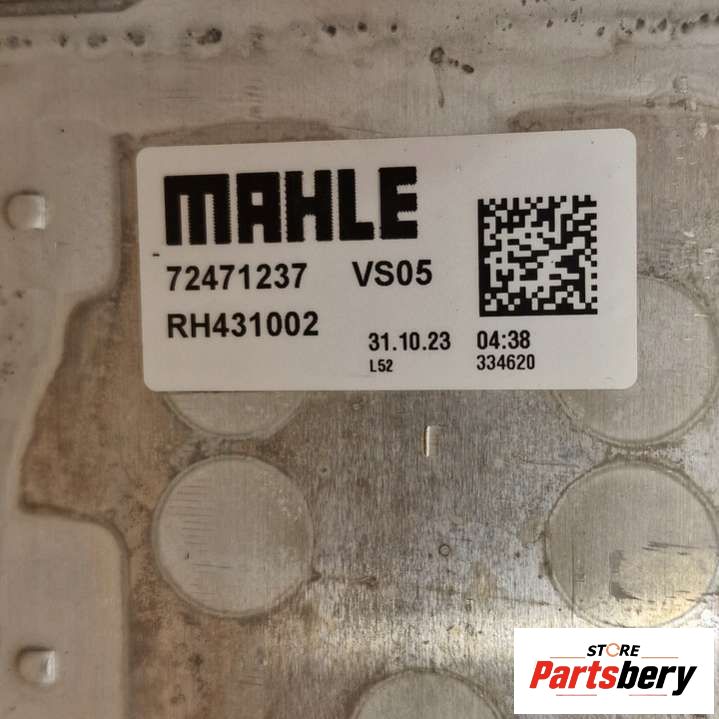 MAHLE
72471237 VS05
RH431002 31.10.23 04:38
L52 334620
STORE
Partsbery